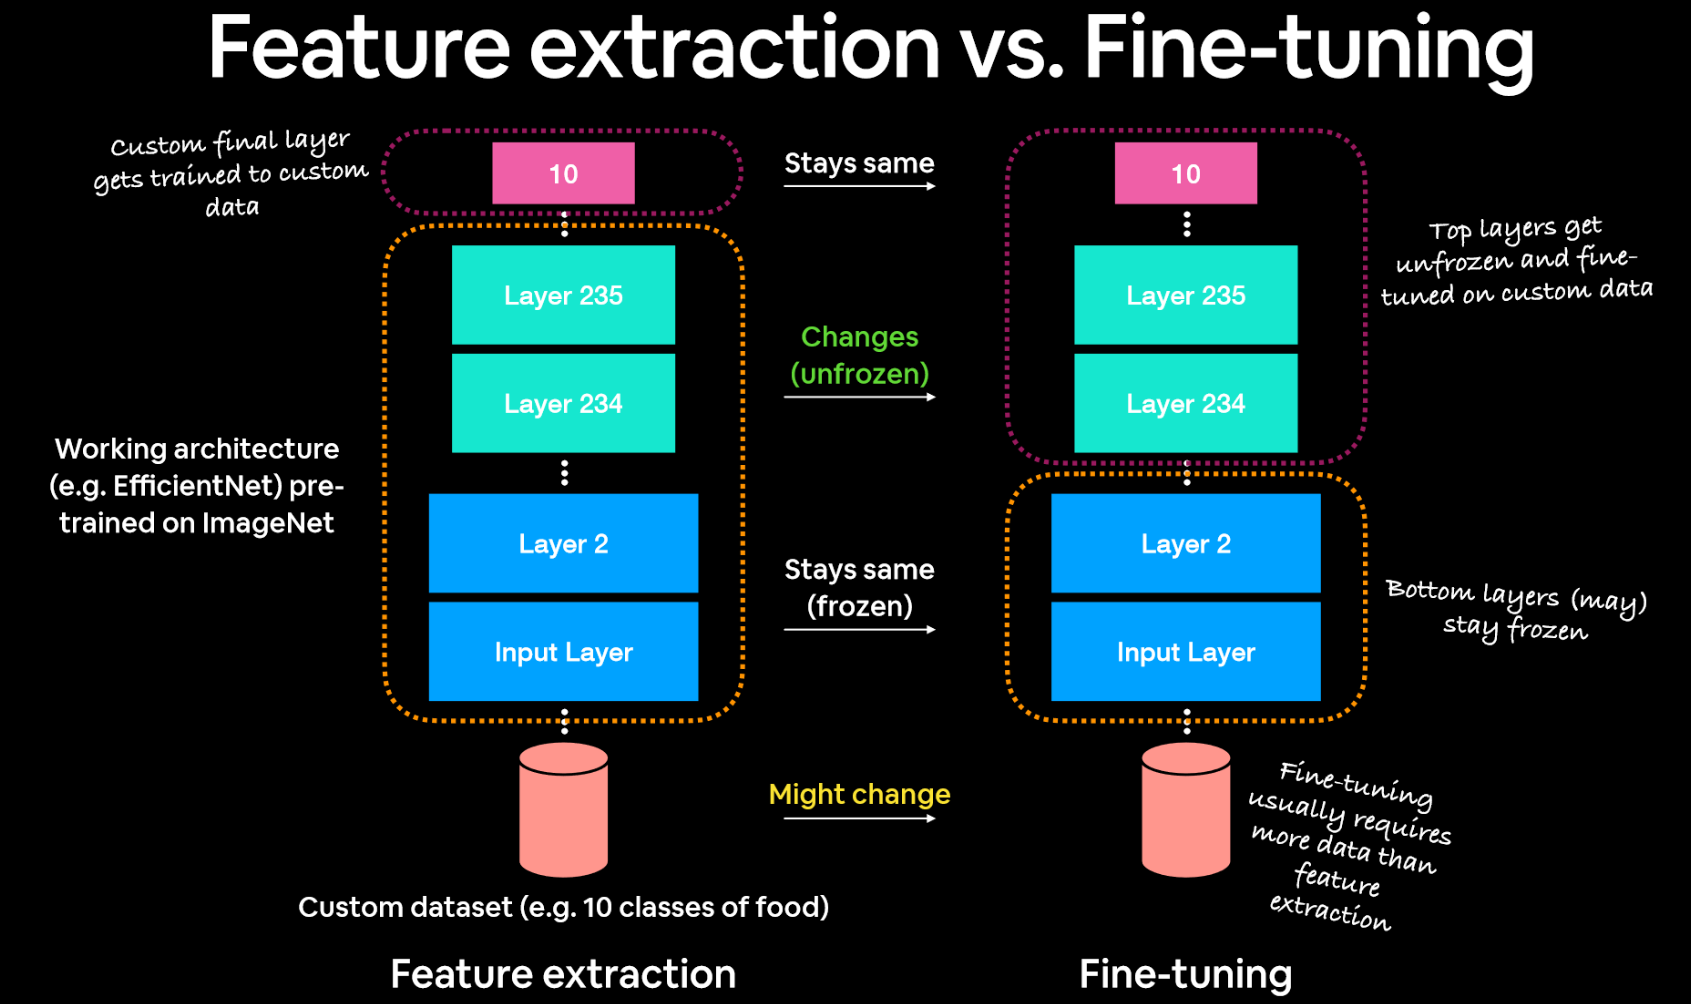 Feature extraction vs. Fine-tuning
Custom final layer
gets trained to custom
data
10
Stays same
10
Layer 235
Layer 235
Top layers get
unfrozen and fine-
tuned on custom data
Changes
(unfrozen)
Layer 234
Layer 234
Working architecture
(e.g. EfficientNet) pre-
trained on ImageNet
Layer 2
Layer 2
Stays same
(frozen)
Bottom layers (may)
stay frozen
Input Layer
Input Layer
Might change
Fine-tuning
usually requires
more data than
feature
extraction
Custom dataset (e.g. 10 classes of food)
Feature extraction
Fine-tuning